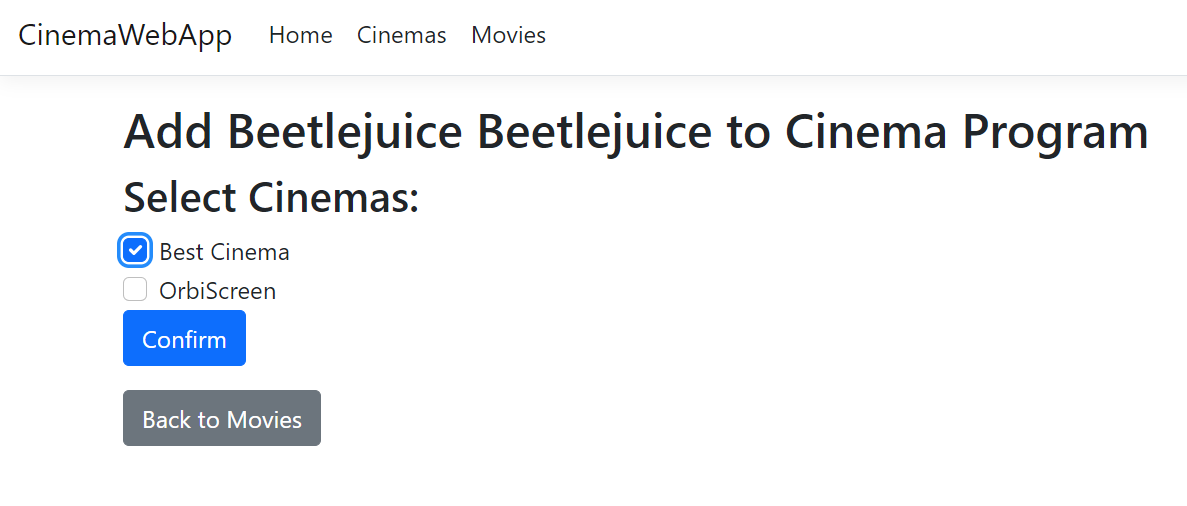 CinemaWebApp Home Cinemas Movies
Add Beetlejuice Beetlejuice to Cinema Program
Select Cinemas:
Best Cinema
OrbiScreen
Confirm
Back to Movies